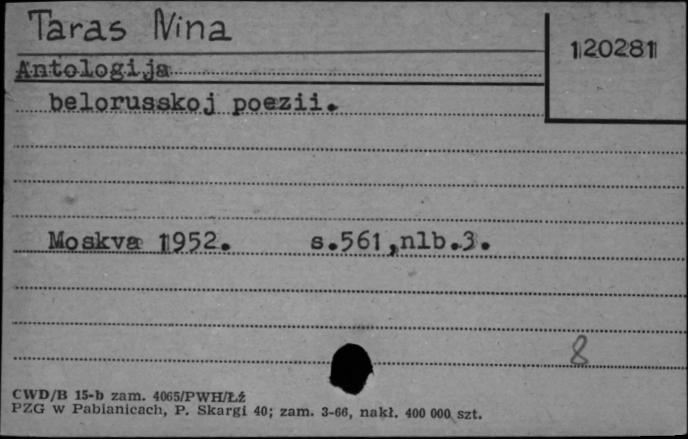 Taras Nina
120281
Antologija
belorusskoj poezii.
Moskva 1952. s.561,nlb.3.
8
CWD/B 15-b zam. 4065/PWH/Łź
PZG w Pabianicach, P. Skargi 40; zam. 3-66, nakł. 400 000 szt.